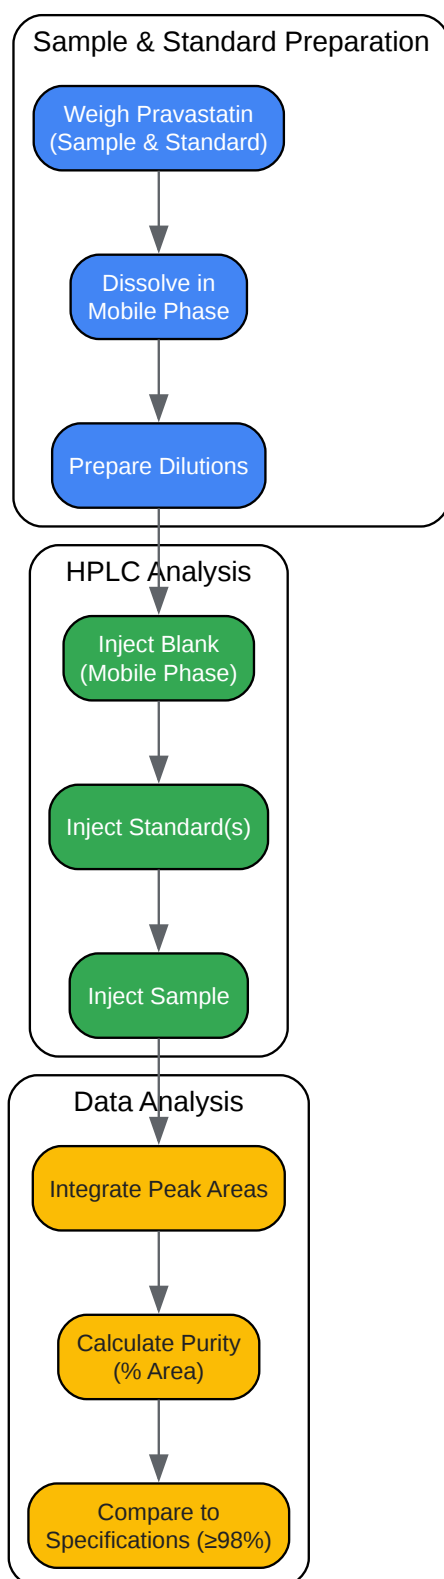 Sample & Standard Preparation
Weigh Pravastatin
(Sample & Standard)
Dissolve in
Mobile Phase
Prepare Dilutions
HPLC Analysis
Inject Blank
(Mobile Phase)
Inject Standard(s)
Inject Sample
Data Analysis
Integrate Peak Areas
Calculate Purity
(% Area)
Compare to
Specifications (≥98%)